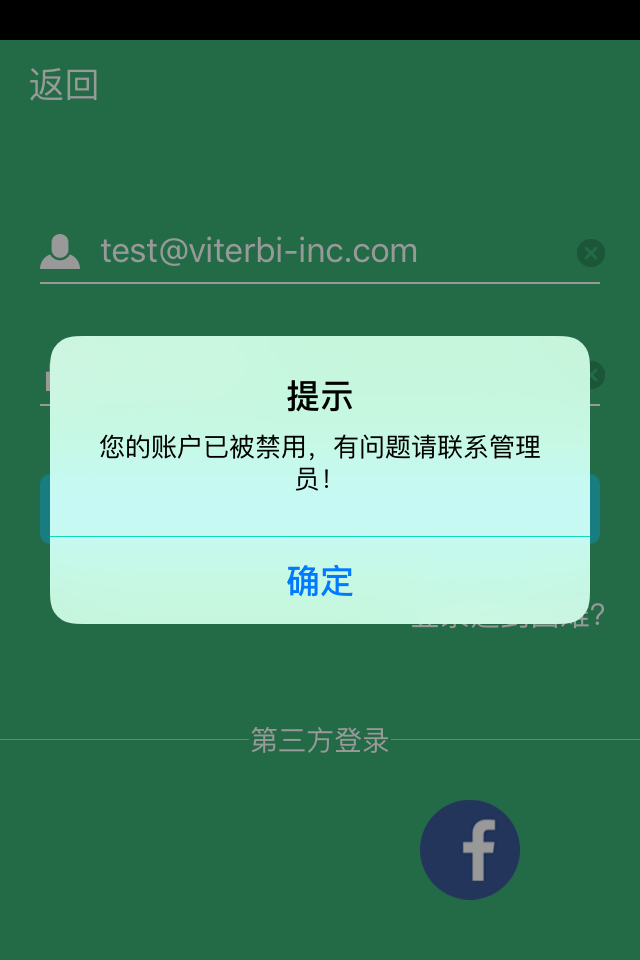 返回
test@viterbi-inc.com
提示
您的账户已被禁用，有问题请联系管理
员！
确定
第三方登录